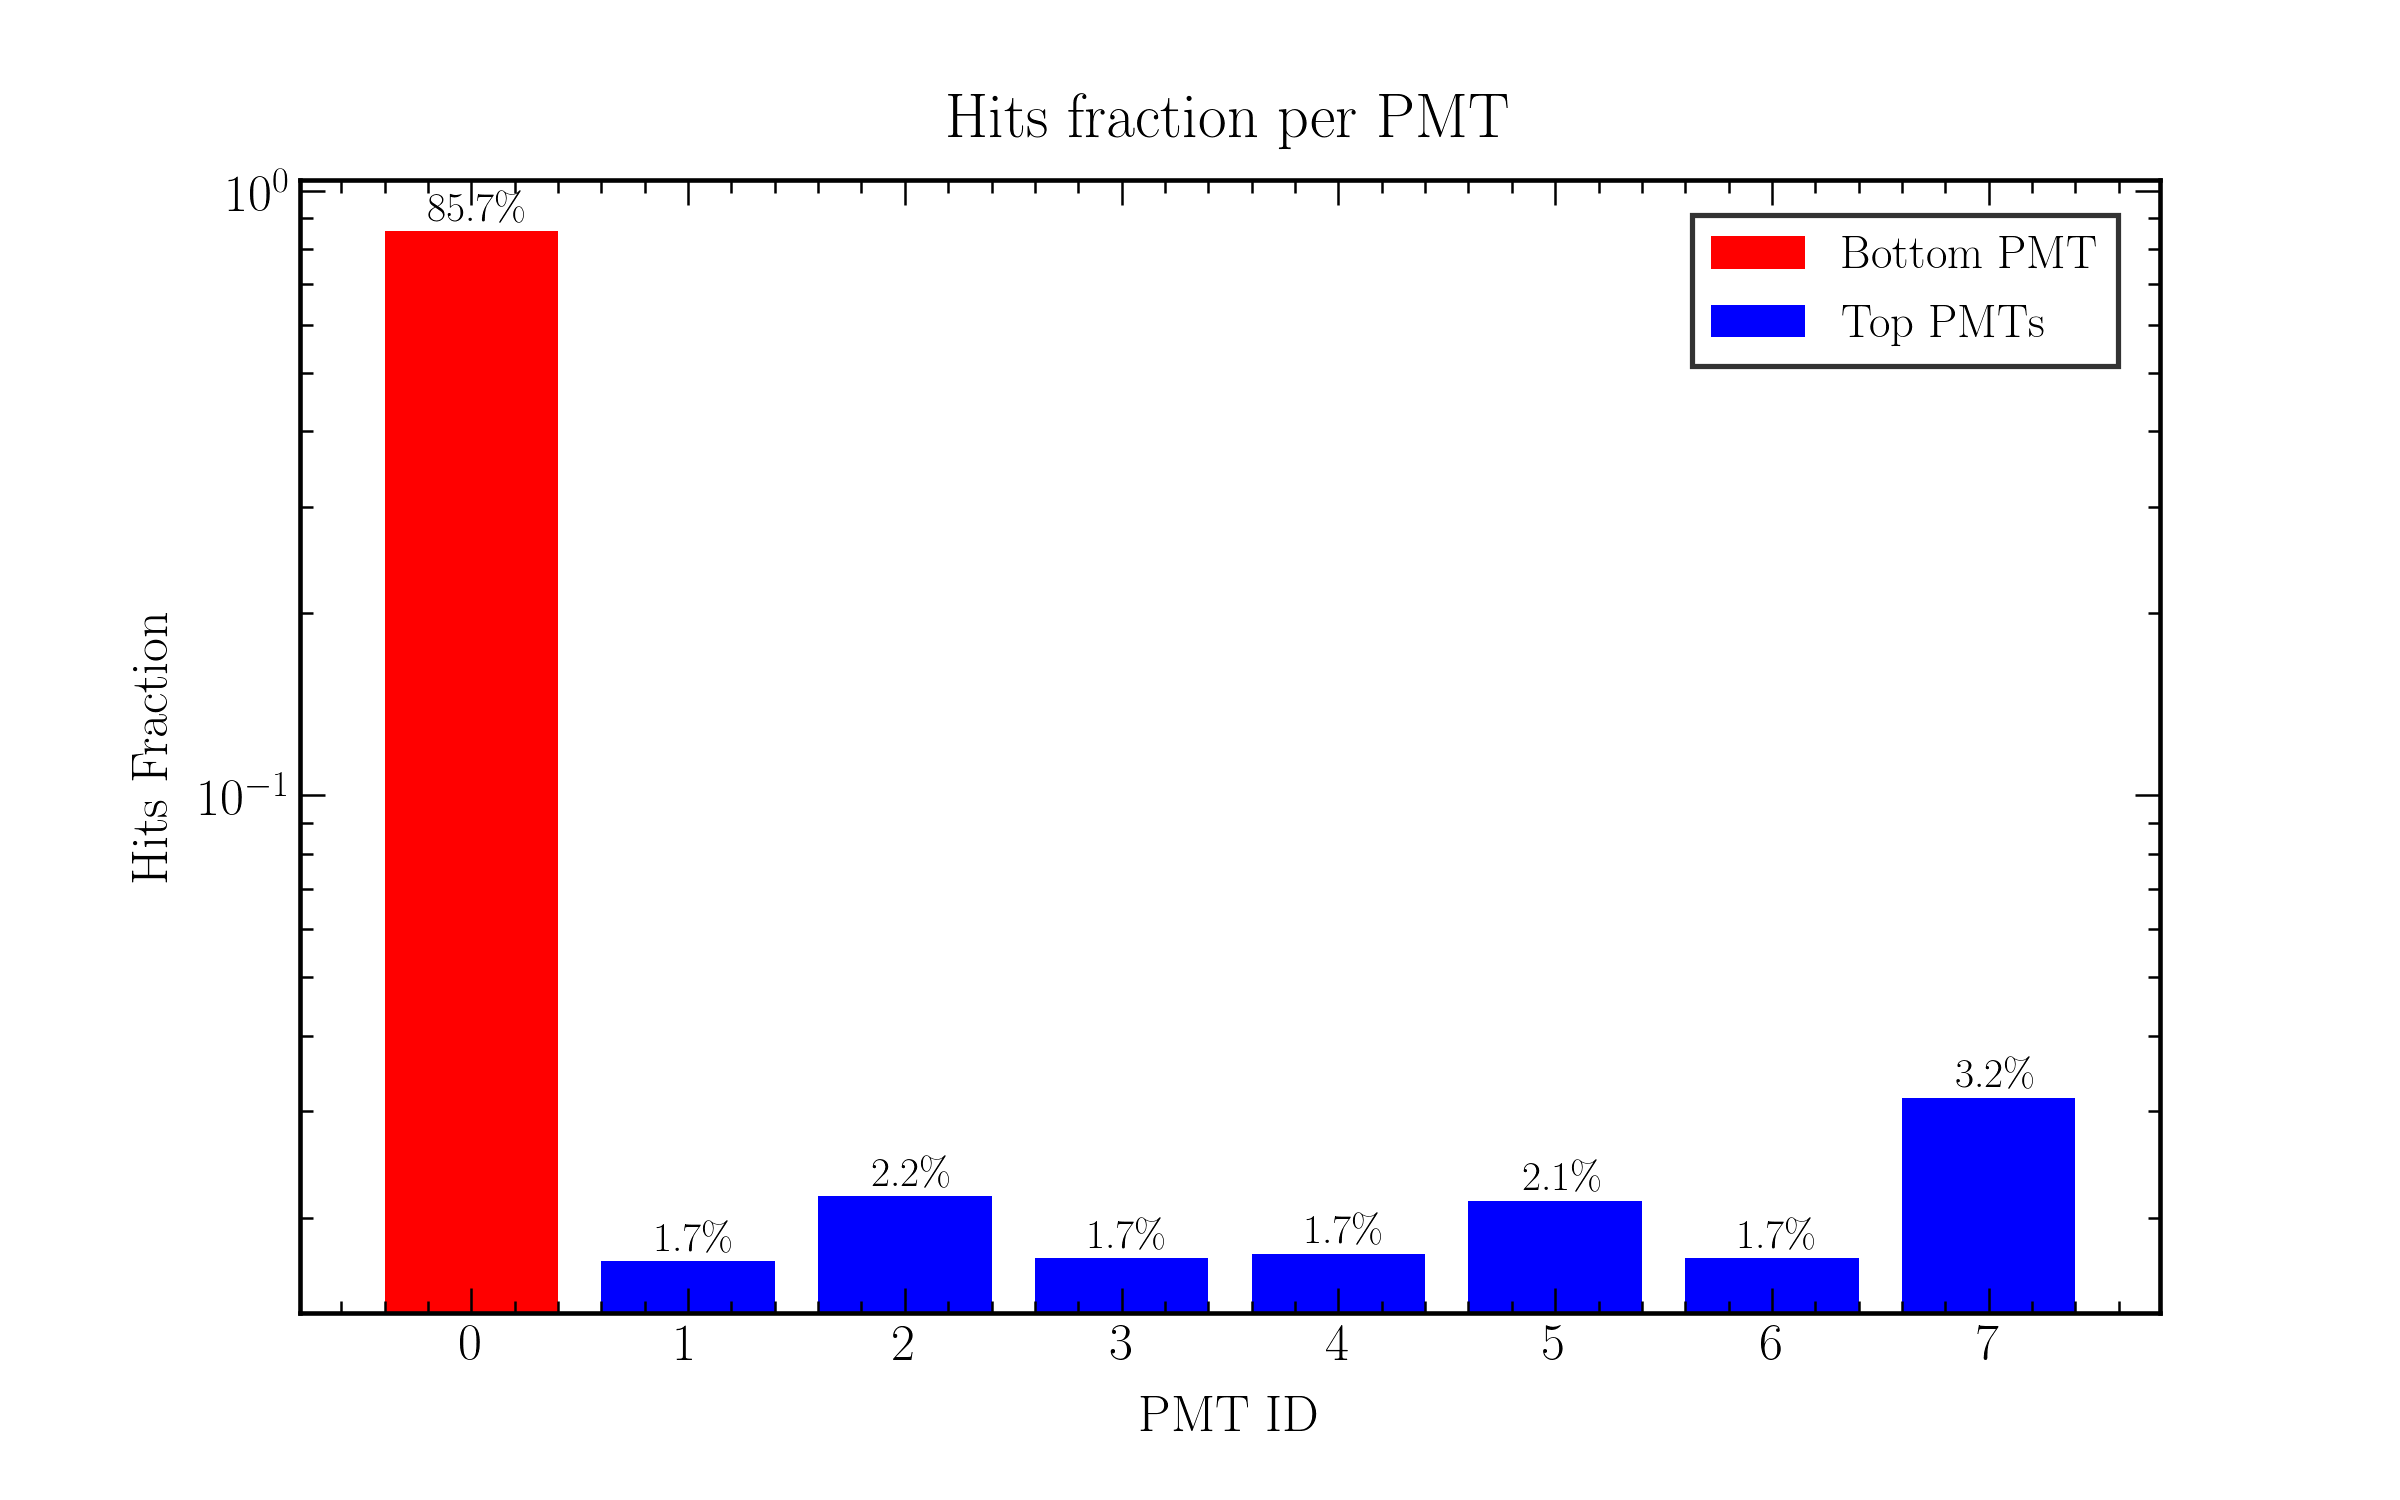 Hits fraction per PMT
10⁰
85.7%
Bottom PMT
Top PMTs
Hits Fraction
10⁻¹
3.2%
2.2%
2.1%
1.7%
1.7%
1.7%
1.7%
0 1 2 3 4 5 6 7
PMT ID